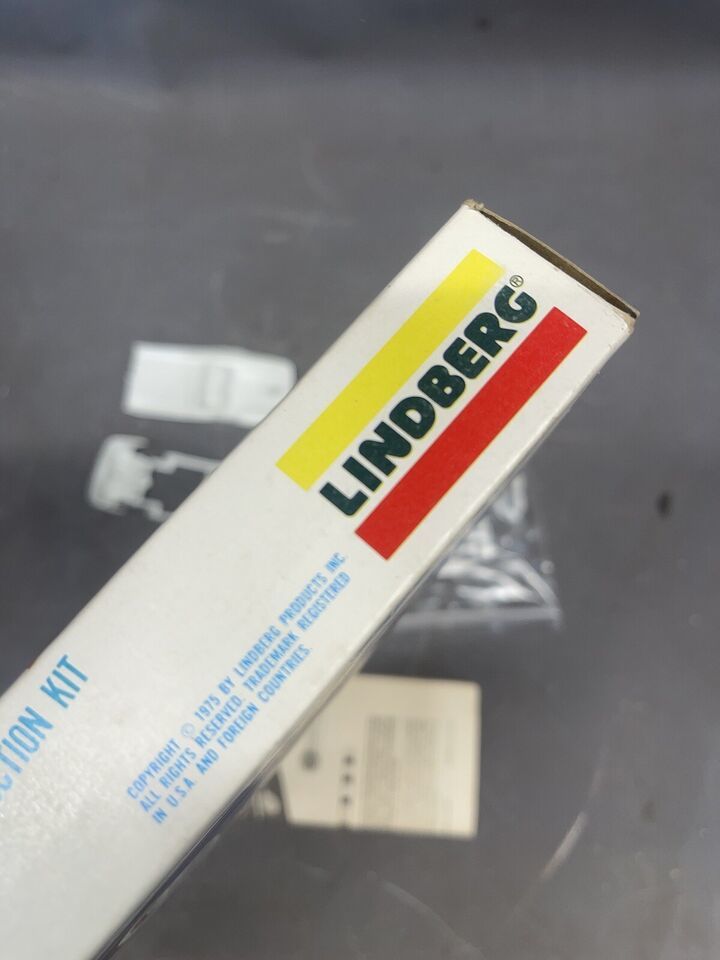 LINDBERG®
COPYRIGHT © 1975 BY LINDBERG PRODUCTS INC.
ALL RIGHTS RESERVED. TRADEMARK REGISTERED
IN U.S.A. AND FOREIGN COUNTRIES.
CTION KIT